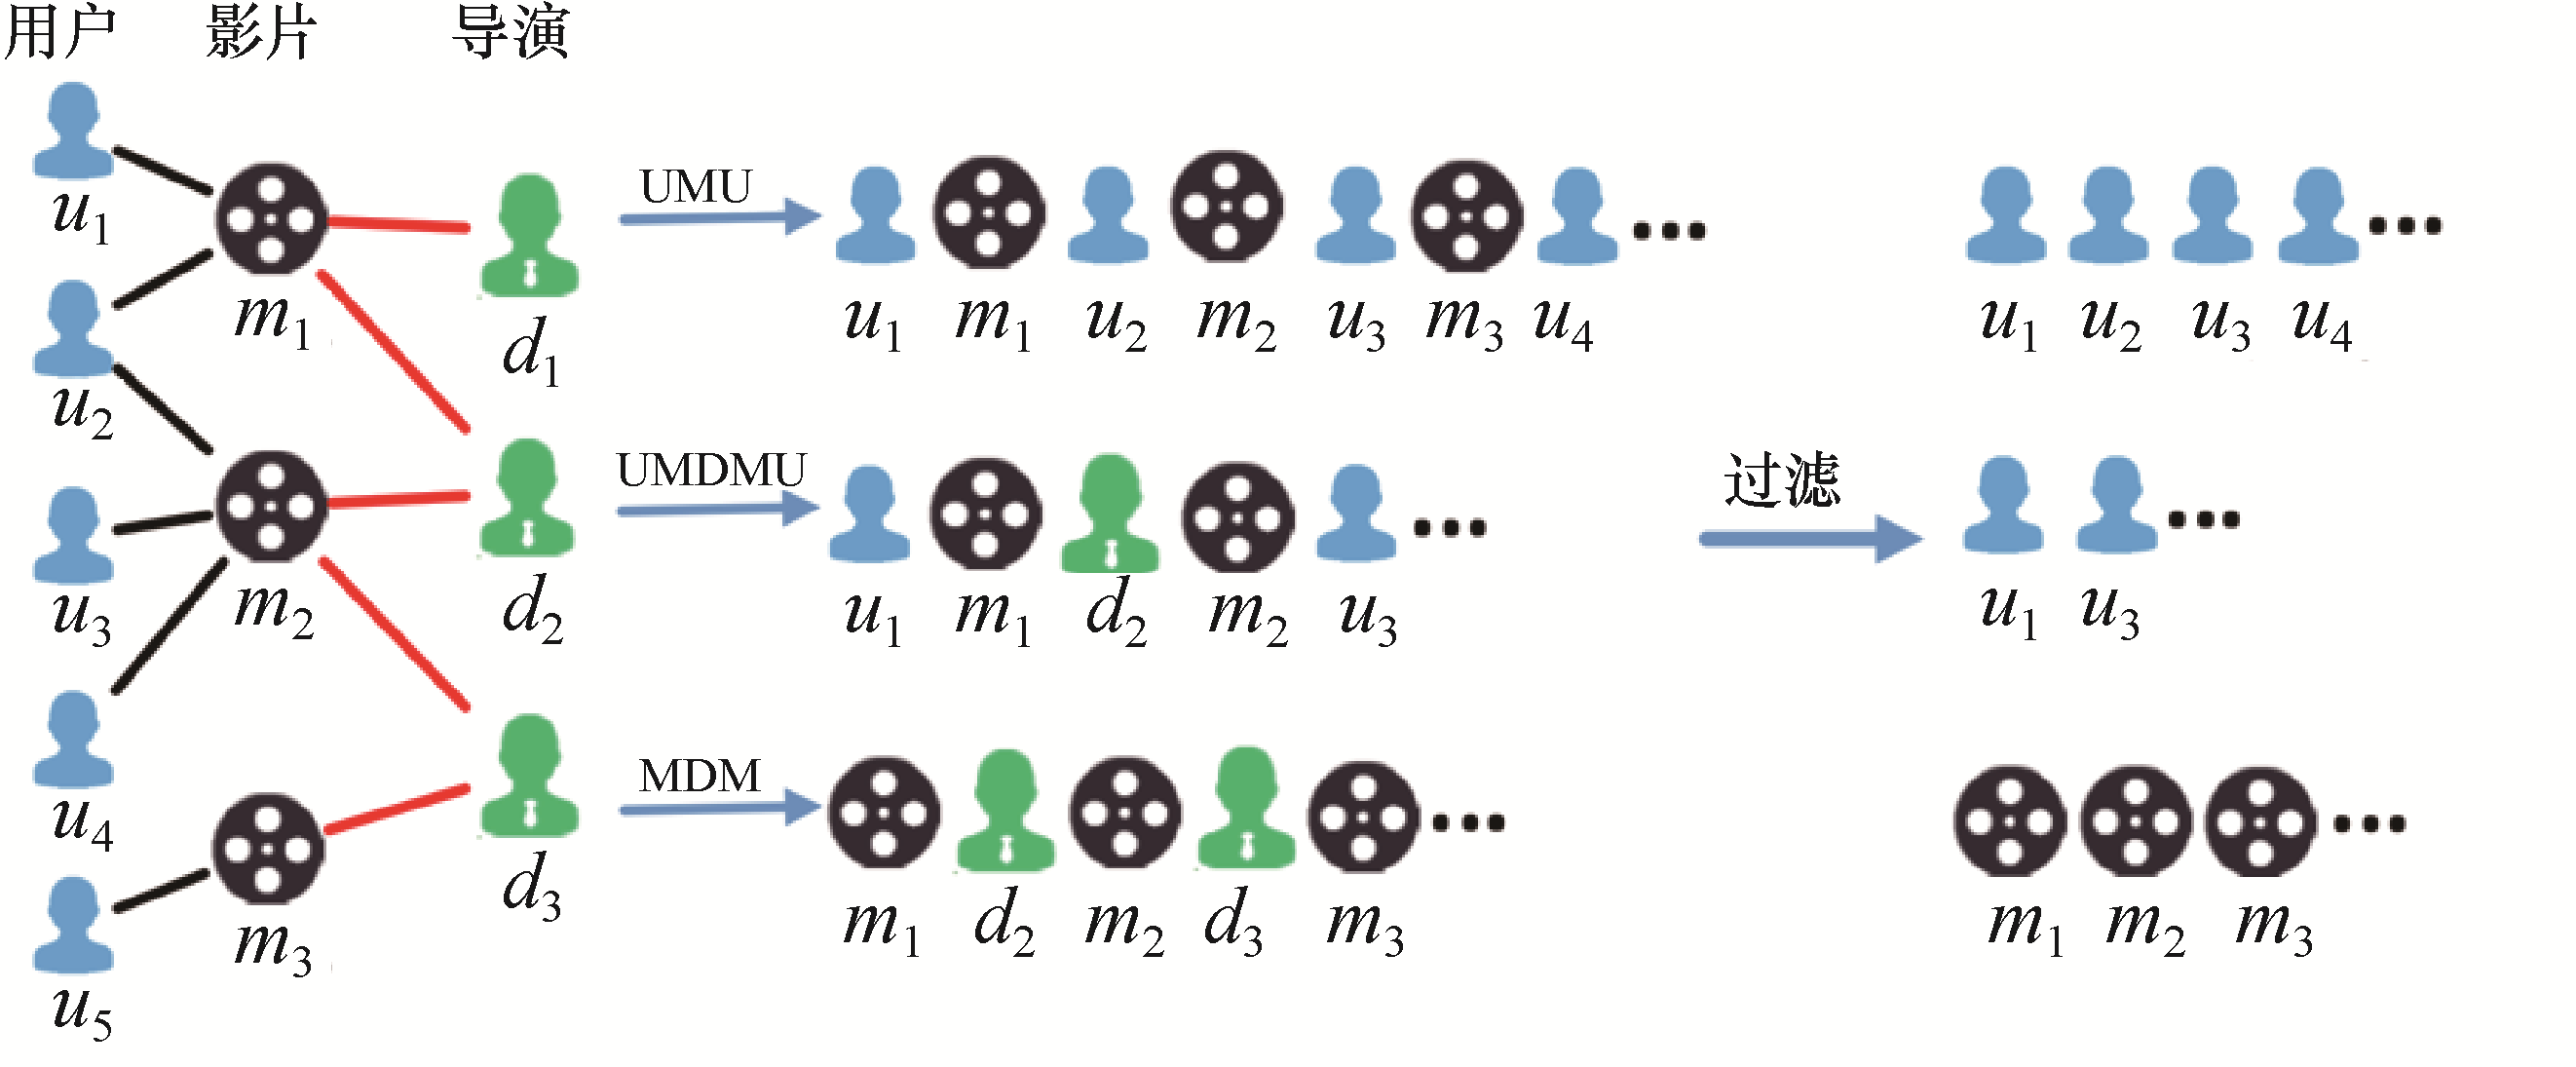 用户 影片 导演
u1
m1
d1
u2
m2
d2
u3
u4
m3
d3
u5
UMU
u1 m1 u2 m2 u3 m3 u4
u1 u2 u3 u4
UMDMU
u1 m1 d2 m2 u3
过滤
u1 u3
MDM
m1 d2 m2 d3 m3
m1 m2 m3